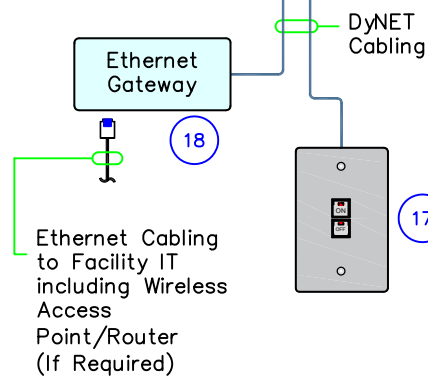 DyNET
Cabling
Ethernet
Gateway
18
ON
OFF
17
Ethernet Cabling
to Facility IT
including Wireless
Access
Point/Router
(If Required)